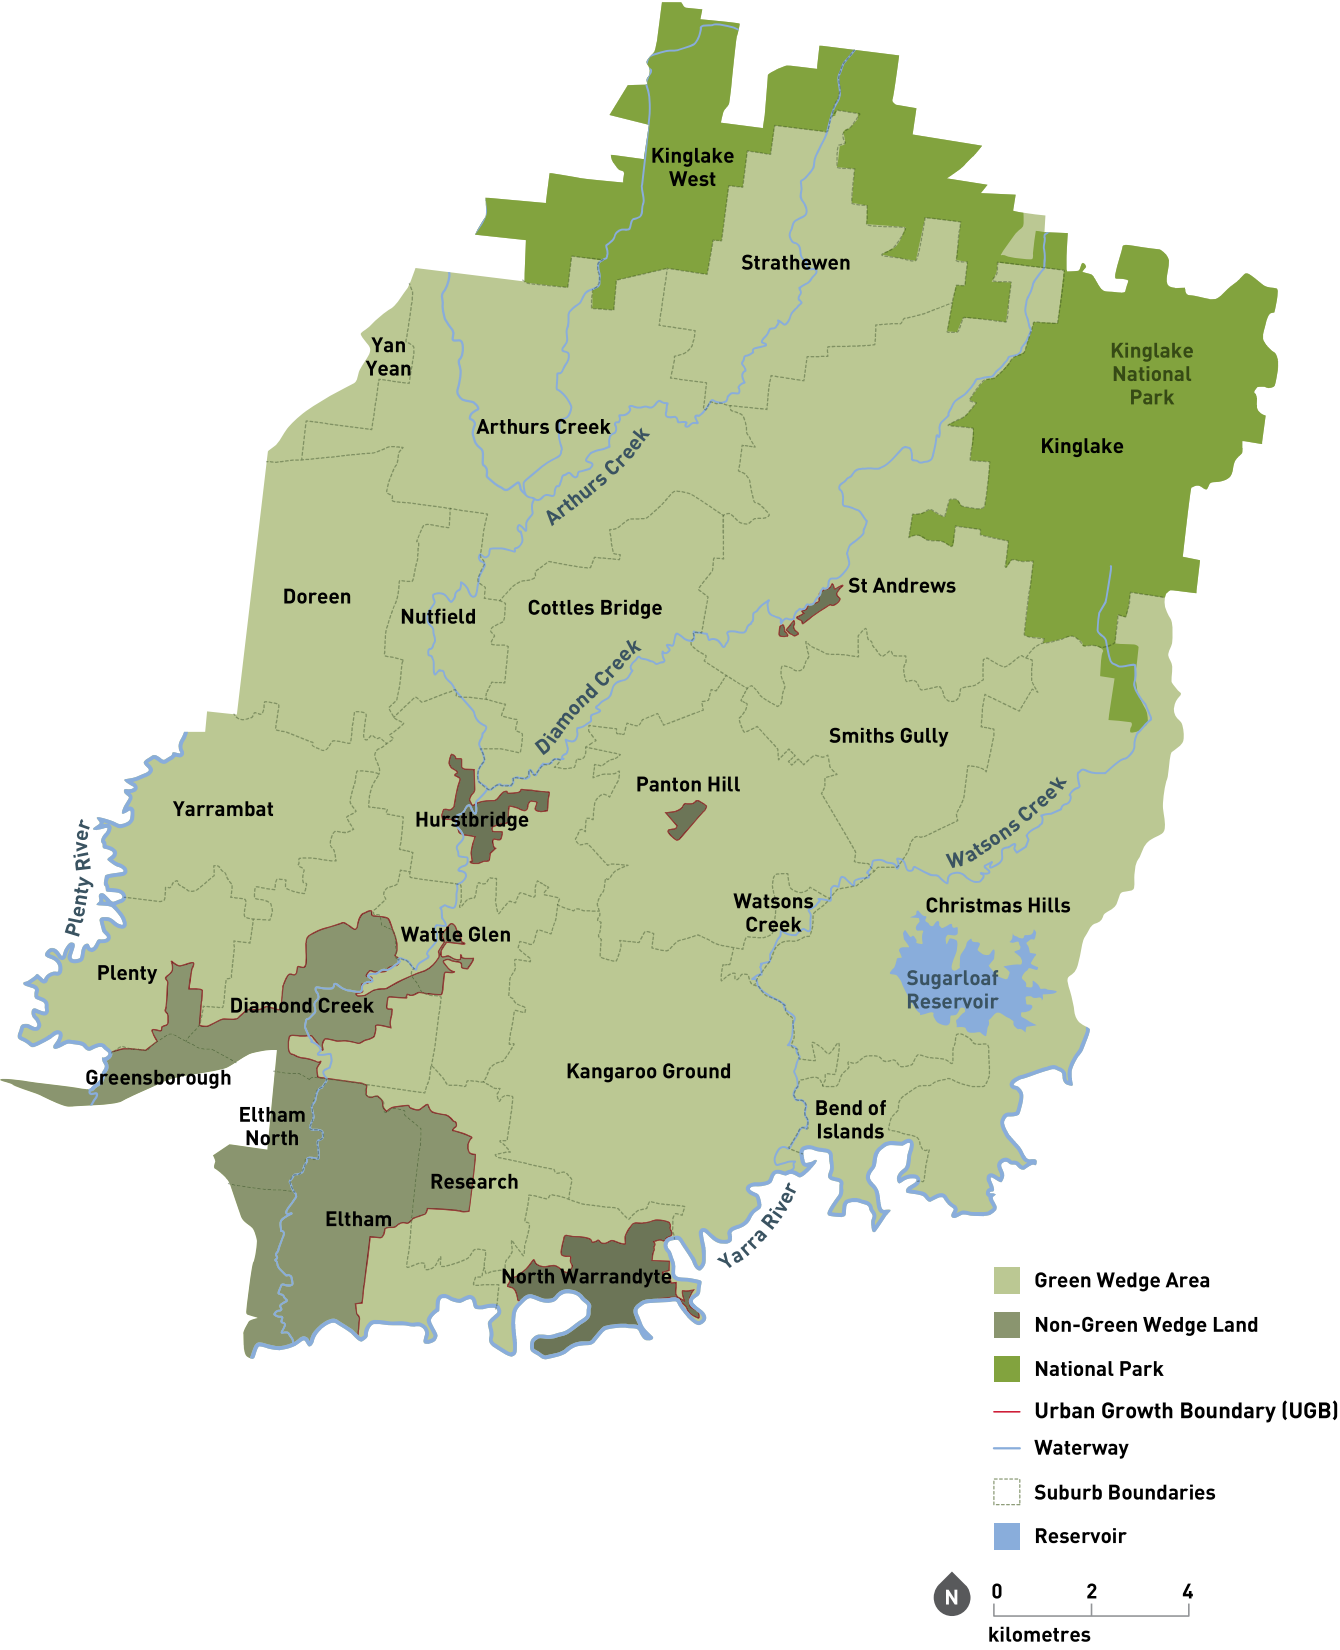 Kinglake
West
Strathewen
Yan
Yean
Kinglake
National
Park
Arthurs Creek
Kinglake
Arthurs Creek
St Andrews
Doreen
Nutfield
Cottles Bridge
Diamond Creek
Smiths Gully
Panton Hill
Yarrambat
Hurstbridge
Watsons Creek
Plenty River
Watsons
Creek
Christmas Hills
Wattle Glen
Plenty
Sugarloaf
Reservoir
Diamond Creek
Greensborough
Kangaroo Ground
Eltham
North
Bend of
Islands
Research
Eltham
Yarra River
North Warrandyte
Green Wedge Area
Non-Green Wedge Land
National Park
Urban Growth Boundary (UGB)
Waterway
Suburb Boundaries
Reservoir
N
0 2 4
kilometres